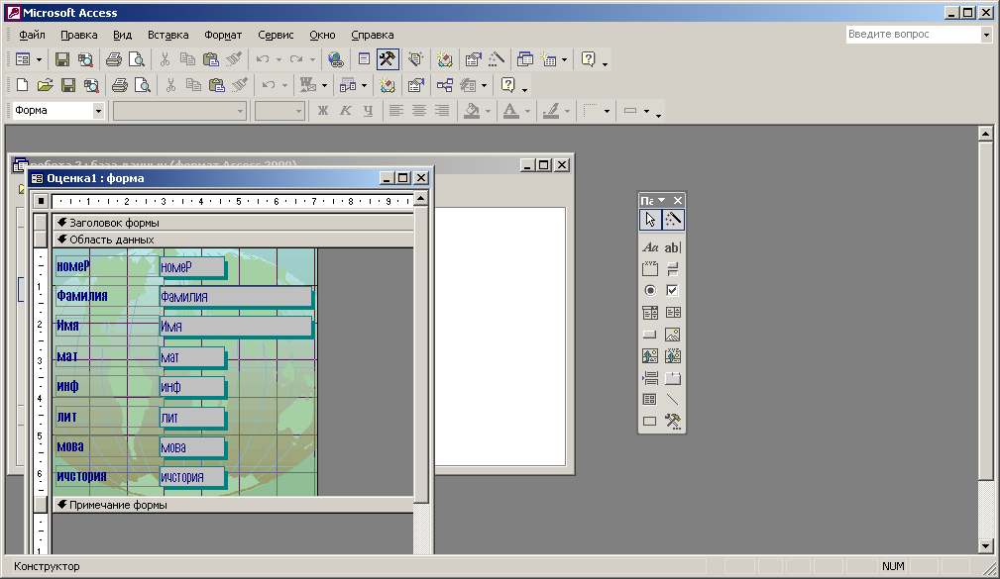 Microsoft Access
Файл Правка Вид Вставка Формат Сервис Окно Справка
Введите вопрос
Форма
Ж К Ч
робота 2 : база данных (формат Access 2000)
Оценка1 : форма
1 2 3 4 5 6 7 8 9
Заголовок формы
Область данных
номеР номеР
Фамилия Фамилия
Имя Имя
мат мат
инф инф
лит лит
мова мова
ичстория ичстория
1
2
3
4
5
6
Примечание формы
1
Па
Aa ab|
Конструктор
NUM